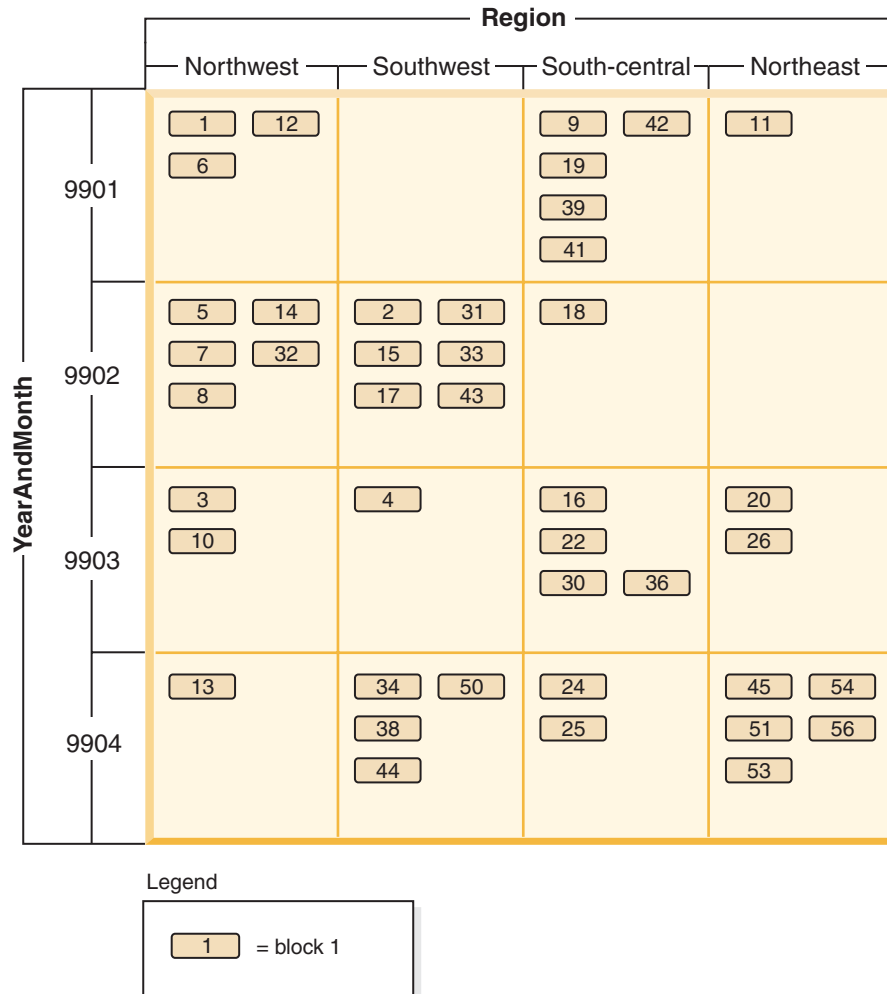 Region
Northwest Southwest South-central Northeast
1 12 9 42 11
6 19
9901
39
41
5 14 2 31 18
7 32 15 33
9902
8 17 43
3 4 16 20
10 22 26
9903
30 36
13 34 50 24 45 54
38 25 51 56
9904
44 53
YearAndMonth
Legend
1 = block 1